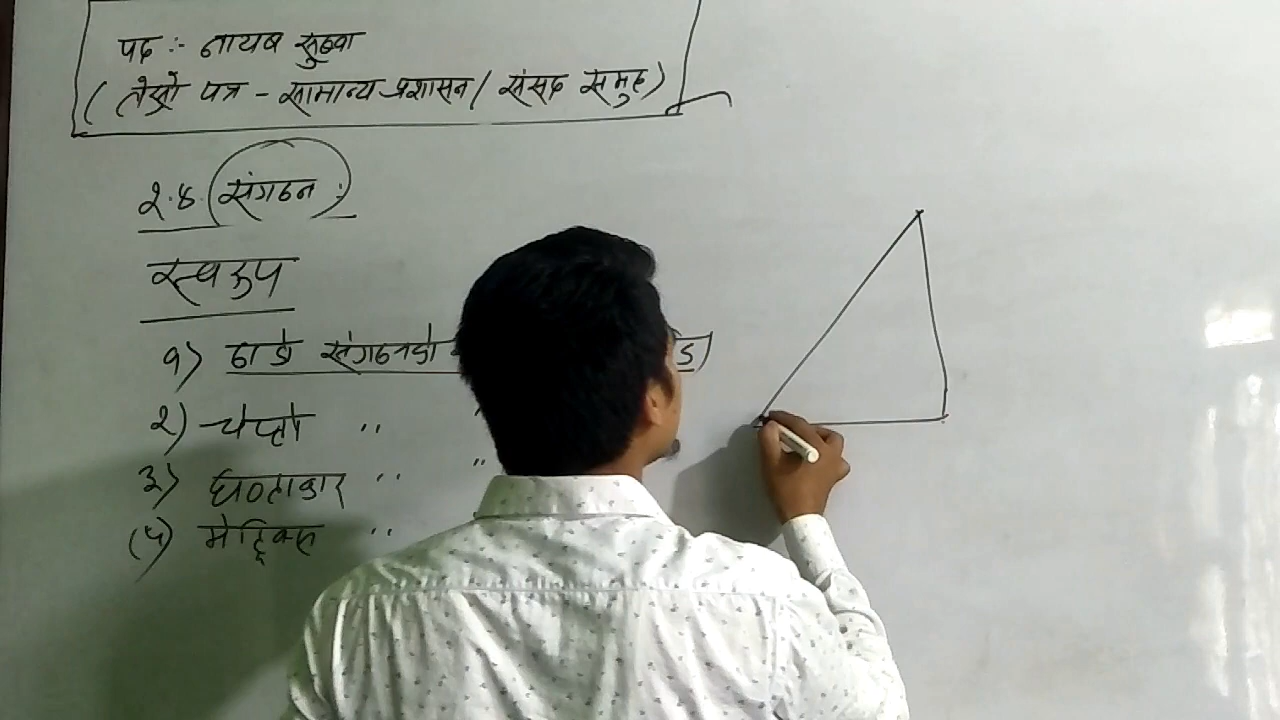 पद :- नायब सुब्बा
(तेस्रो पत्र - सामान्य प्रशासन / संसद समुह)
२.४. संगठन :
स्वरूप
१) ठाडो संगठनको
२) चेप्टो "
३) घण्टाकार " "
(५) मेट्रिक्स "